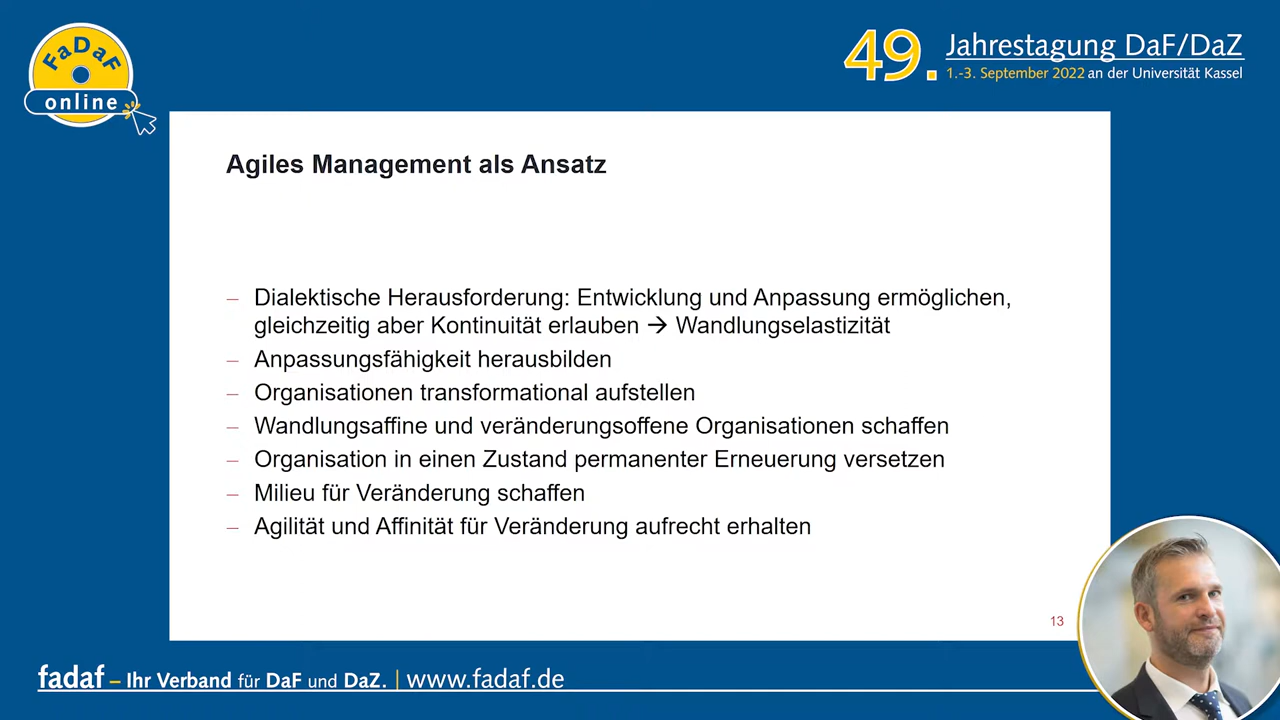 FaDaF
online
49. Jahrestagung DaF/DaZ
1.-3. September 2022 an der Universität Kassel
Agiles Management als Ansatz
– Dialektische Herausforderung: Entwicklung und Anpassung ermöglichen,
gleichzeitig aber Kontinuität erlauben → Wandlungselastizität
– Anpassungsfähigkeit herausbilden
– Organisationen transformational aufstellen
– Wandlungsaffine und veränderungsoffene Organisationen schaffen
– Organisation in einen Zustand permanenter Erneuerung versetzen
– Milieu für Veränderung schaffen
– Agilität und Affinität für Veränderung aufrecht erhalten
13
fadaf – Ihr Verband für DaF und DaZ. | www.fadaf.de